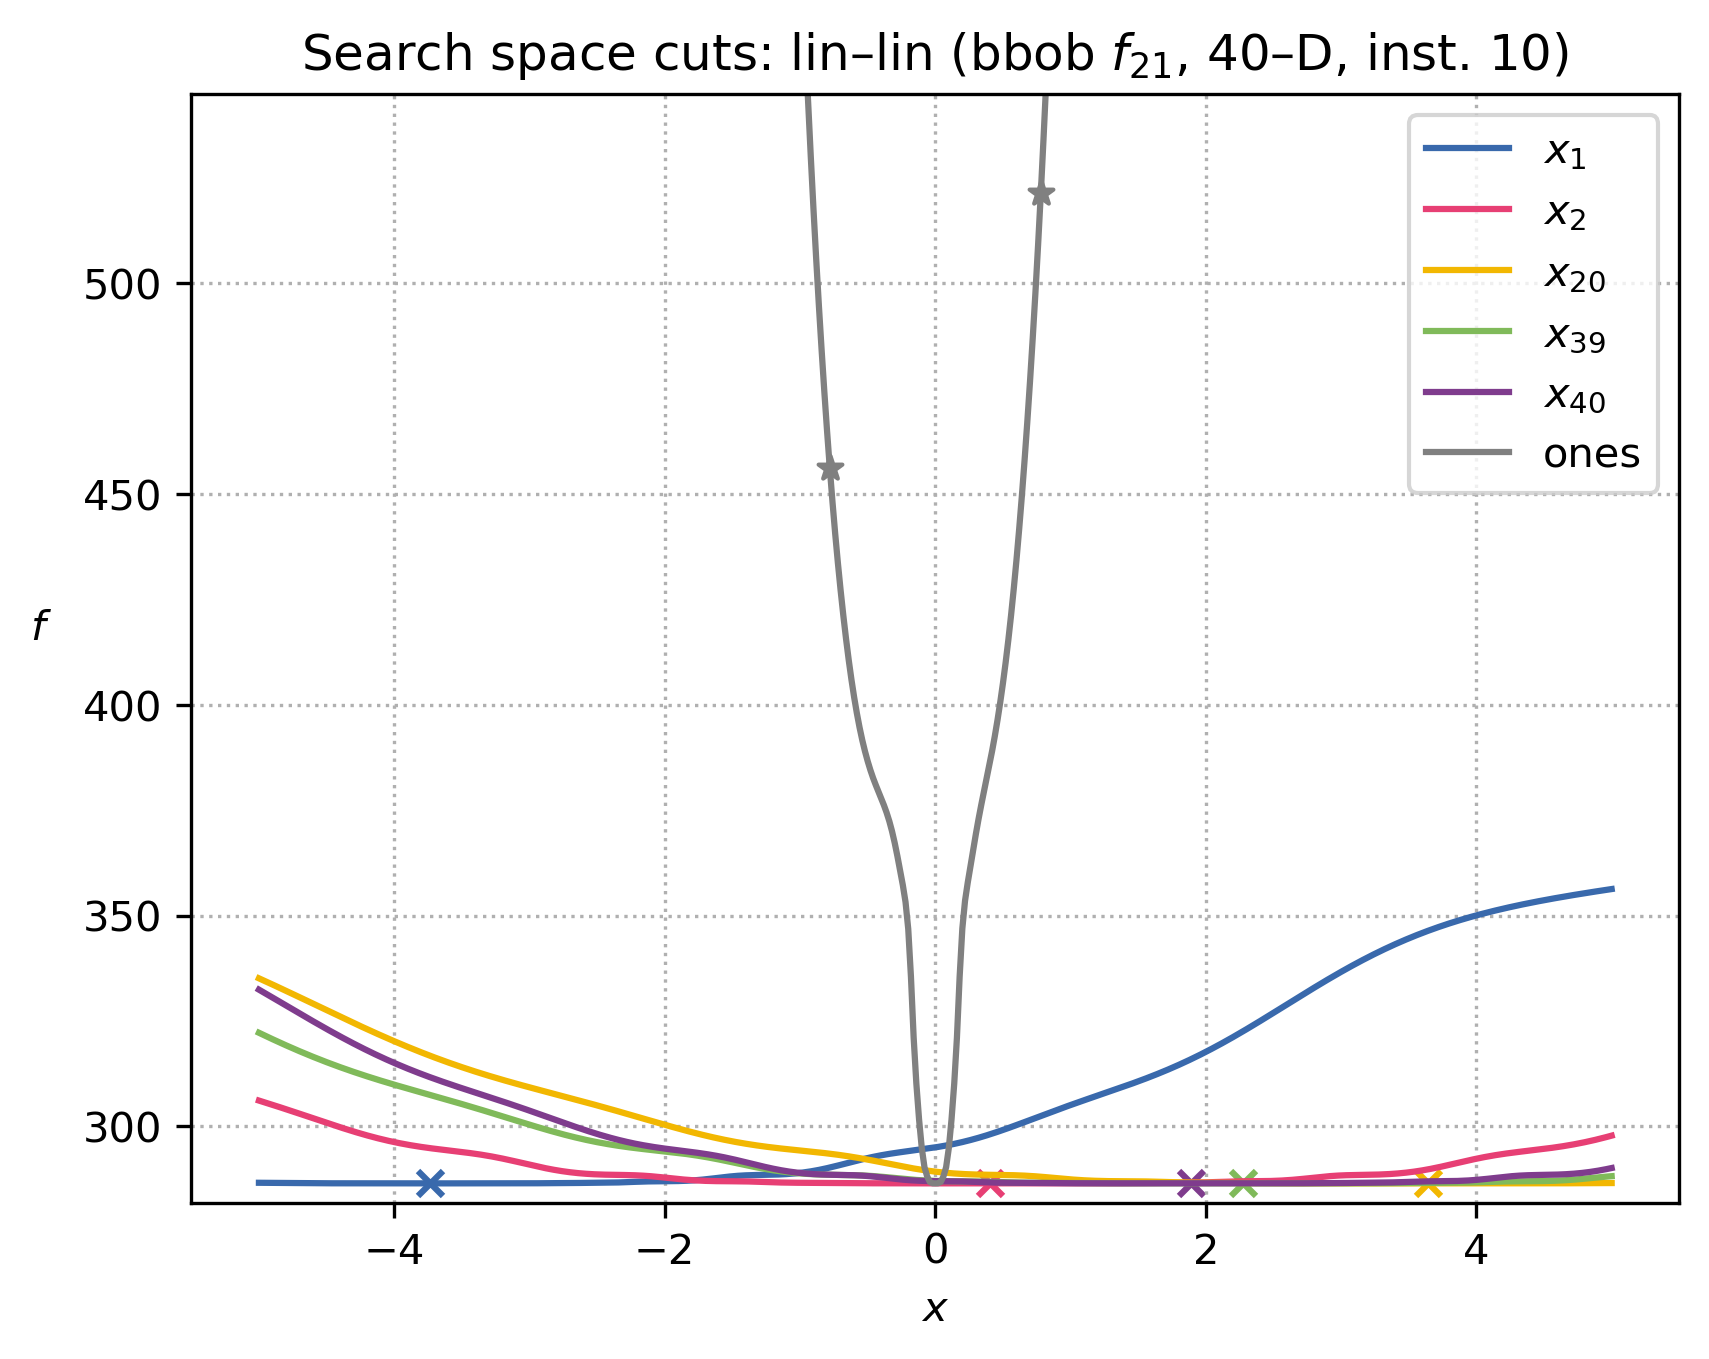 Search space cuts: lin–lin (bbob f₂₁, 40–D, inst. 10)
x₁
x₂
x₂₀
x₃₉
x₄₀
ones
500
450
400
350
300
f
−4
−2
0
2
4
x